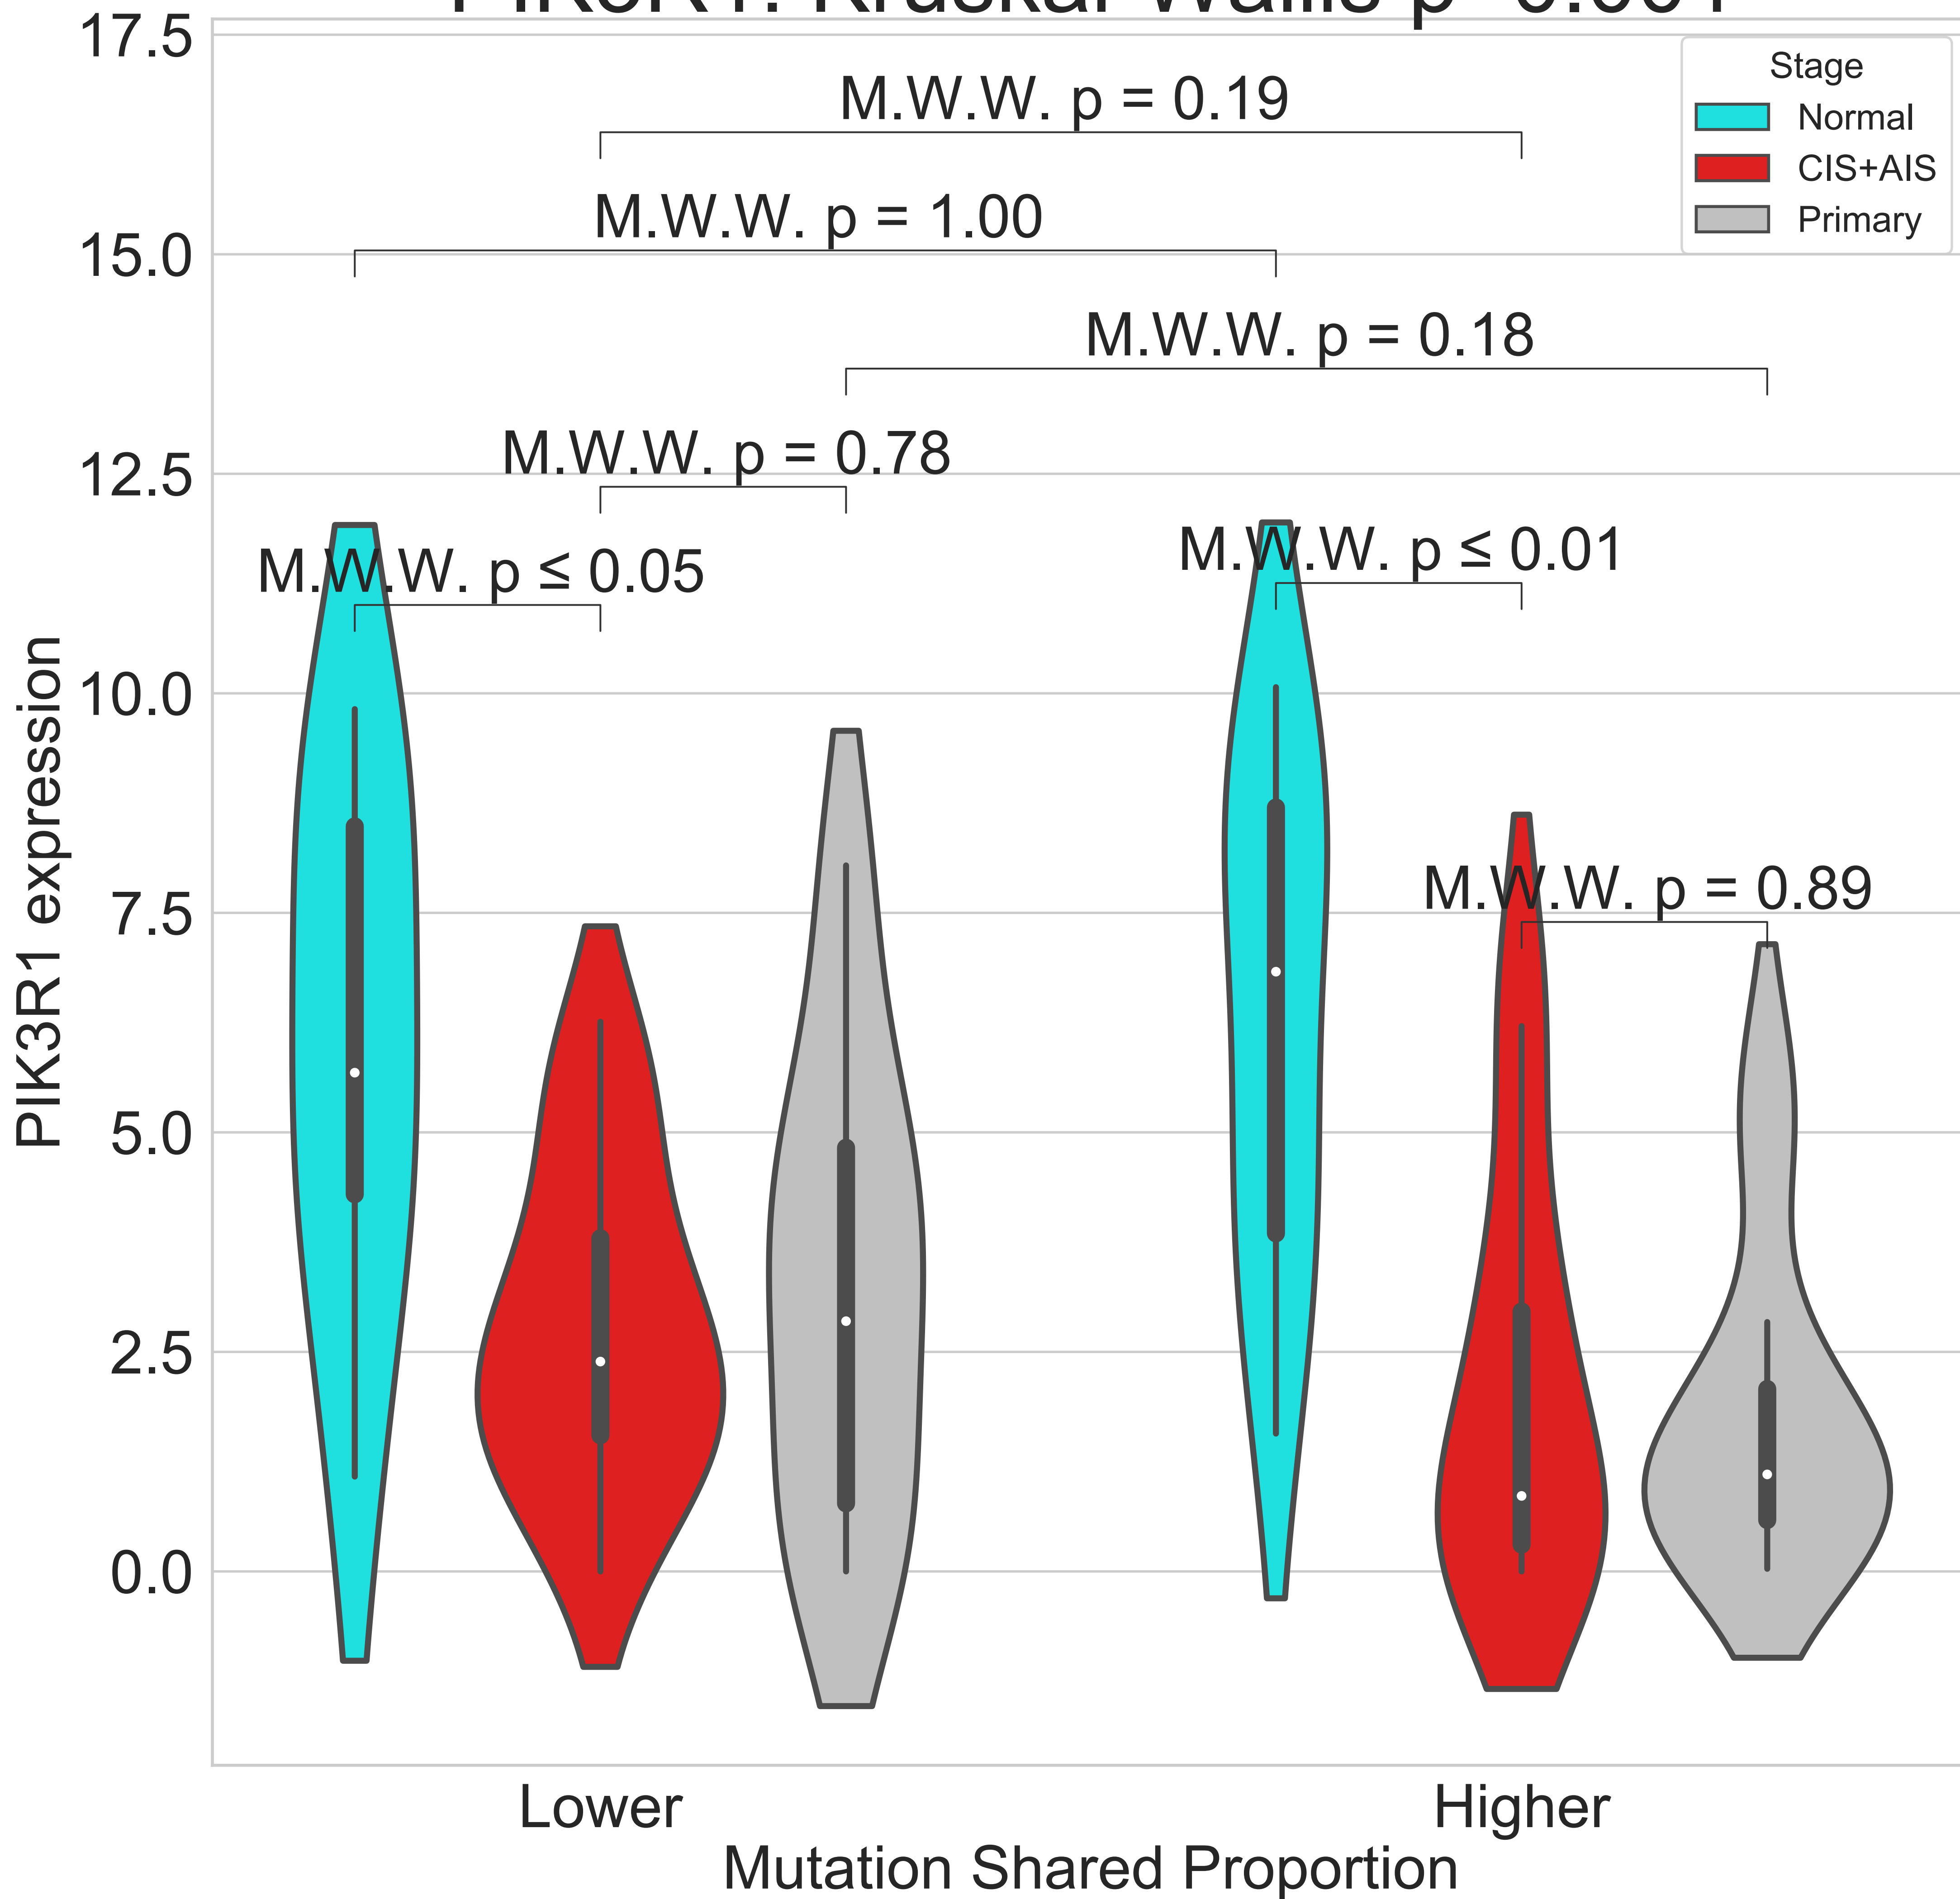 17.5
15.0
12.5
10.0
7.5
5.0
2.5
0.0
PIK3R1 expression
M.W.W. p = 0.19
M.W.W. p = 1.00
M.W.W. p = 0.18
M.W.W. p = 0.78
M.W.W. p ≤ 0.05
M.W.W. p ≤ 0.01
M.W.W. p = 0.89
Stage
Normal
CIS+AIS
Primary
Lower
Higher
Mutation Shared Proportion